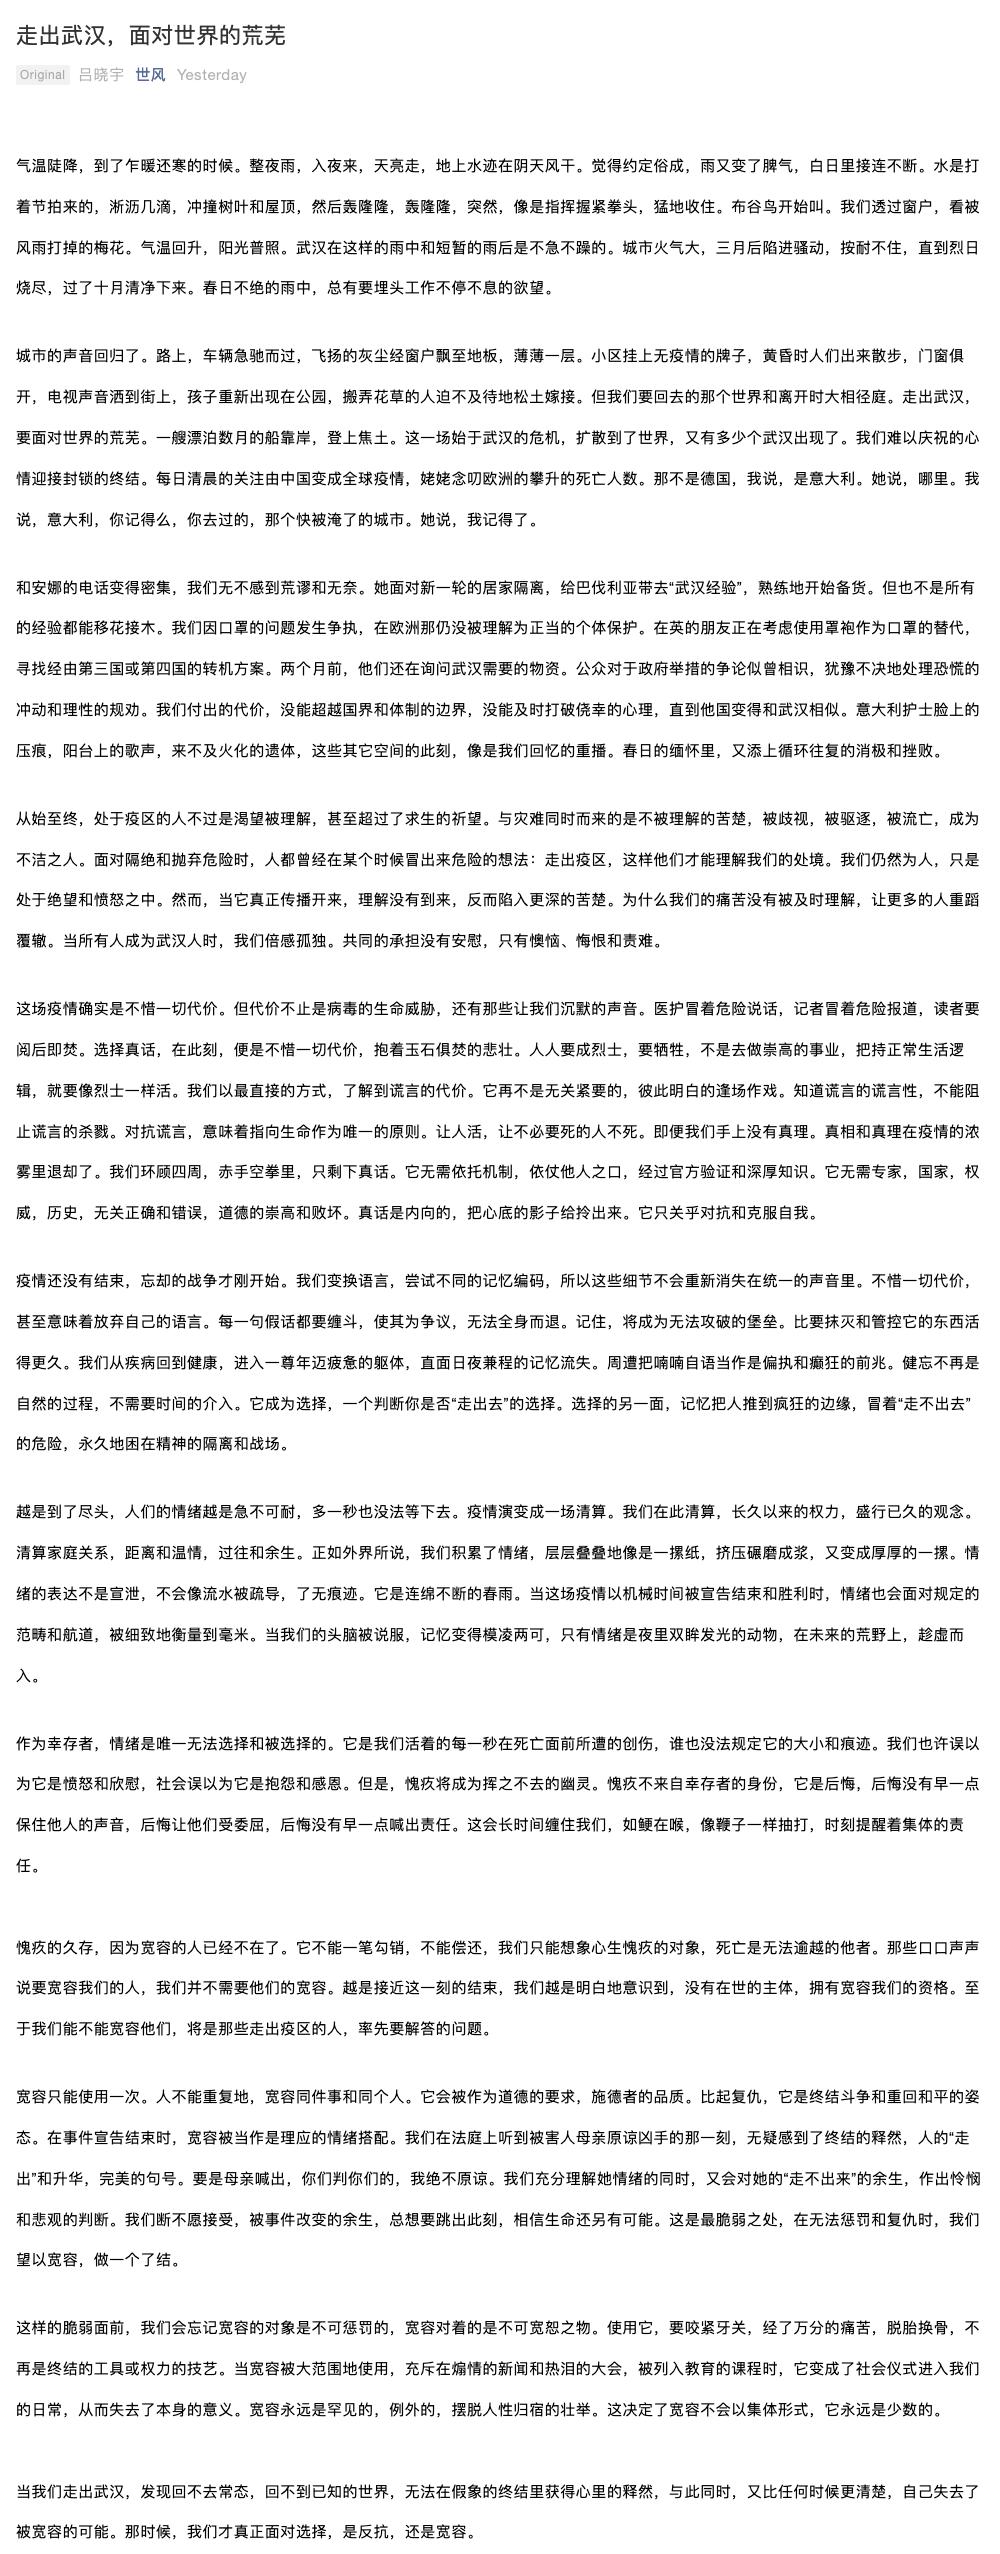 走出武汉，面对世界的荒芜
Original 吕晓宇 世风 Yesterday
气温陡降，到了乍暖还寒的时候。整夜雨，入夜来，天亮走，地上水迹在阴天风干。觉得约定俗成，雨又变了脾气，白日里接连不断。水是打
着节拍来的，淅沥几滴，冲撞树叶和屋顶，然后轰隆隆，轰隆隆，突然，像是指挥握紧拳头，猛地收住。布谷鸟开始叫。我们透过窗户，看被
风雨打掉的梅花。气温回升，阳光普照。武汉在这样的雨中和短暂的雨后是不急不躁的。城市火气大，三月后陷进骚动，按耐不住，直到烈日
烧尽，过了十月清净下来。春日不绝的雨中，总有要埋头工作不停不息的欲望。
城市的声音回归了。路上，车辆急驰而过，飞扬的灰尘经窗户飘至地板，薄薄一层。小区挂上无疫情的牌子，黄昏时人们出来散步，门窗俱
开，电视声音洒到街上，孩子重新出现在公园，搬弄花草的人迫不及待地松土嫁接。但我们要回去的那个世界和离开时大相径庭。走出武汉，
要面对世界的荒芜。一艘漂泊数月的船靠岸，登上焦土。这一场始于武汉的危机，扩散到了世界，又有多少个武汉出现了。我们难以庆祝的心
情迎接封锁的终结。每日清晨的关注由中国变成全球疫情，姥姥念叨欧洲的攀升的死亡人数。那不是德国，我说，是意大利。她说，哪里。我
说，意大利，你记得么，你去过的，那个快被淹了的城市。她说，我记得了。
和安娜的电话变得密集，我们无不感到荒谬和无奈。她面对新一轮的居家隔离，给巴伐利亚带去“武汉经验”，熟练地开始备货。但也不是所有
的经验都能移花接木。我们因口罩的问题发生争执，在欧洲那仍没被理解为正当的个体保护。在英的朋友正在考虑使用罩袍作为口罩的替代，
寻找经由第三国或第四国的转机方案。两个月前，他们还在询问武汉需要的物资。公众对于政府举措的争论似曾相识，犹豫不决地处理恐慌的
冲动和理性的规劝。我们付出的代价，没能超越国界和体制的边界，没能及时打破侥幸的心理，直到他国变得和武汉相似。意大利护士脸上的
压痕，阳台上的歌声，来不及火化的遗体，这些其它空间的此刻，像是我们回忆的重播。春日的缅怀里，又添上循环往复的消极和挫败。
从始至终，处于疫区的人不过是渴望被理解，甚至超过了求生的祈望。与灾难同时而来的是不被理解的苦楚，被歧视，被驱逐，被流亡，成为
不洁之人。面对隔绝和抛弃危险时，人都曾经在某个时候冒出来危险的想法：走出疫区，这样他们才能理解我们的处境。我们仍然为人，只是
处于绝望和愤怒之中。然而，当它真正传播开来，理解没有到来，反而陷入更深的苦楚。为什么我们的痛苦没有被及时理解，让更多的人重蹈
覆辙。当所有人成为武汉人时，我们倍感孤独。共同的承担没有安慰，只有懊恼、悔恨和责难。
这场疫情确实是不惜一切代价。但代价不止是病毒的生命威胁，还有那些让我们沉默的声音。医护冒着危险说话，记者冒着危险报道，读者要
阅后即焚。选择真话，在此刻，便是不惜一切代价，抱着玉石俱焚的悲壮。人人要成烈士，要牺牲，不是去做崇高的事业，把持正常生活逻
辑，就要像烈士一样活。我们以最直接的方式，了解到谎言的代价。它再不是无关紧要的，彼此明白的逢场作戏。知道谎言的谎言性，不能阻
止谎言的杀戮。对抗谎言，意味着指向生命作为唯一的原则。让人活，让不必要死的人不死。即便我们手上没有真理。真相和真理在疫情的浓
雾里退却了。我们环顾四周，赤手空拳里，只剩下真话。它无需依托机制，依仗他人之口，经过官方验证和深厚知识。它无需专家，国家，权
威，历史，无关正确和错误，道德的崇高和败坏。真话是内向的，把心底的影子给拎出来。它只关乎对抗和克服自我。
疫情还没有结束，忘却的战争才刚开始。我们变换语言，尝试不同的记忆编码，所以这些细节不会重新消失在统一的声音里。不惜一切代价，
甚至意味着放弃自己的语言。每一句假话都要缠斗，使其为争议，无法全身而退。记住，将成为无法攻破的堡垒。比要抹灭和管控它的东西活
得更久。我们从疾病回到健康，进入一尊年迈疲惫的躯体，直面日夜兼程的记忆流失。周遭把喃喃自语当作是偏执和癫狂的前兆。健忘不再是
自然的过程，不需要时间的介入。它成为选择，一个判断你是否“走出去”的选择。选择的另一面，记忆把人推到疯狂的边缘，冒着“走不出去”
的危险，永久地困在精神的隔离和战场。
越是到了尽头，人们的情绪越是急不可耐，多一秒也没法等下去。疫情演变成一场清算。我们在此清算，长久以来的权力，盛行已久的观念。
清算家庭关系，距离和温情，过往和余生。正如外界所说，我们积累了情绪，层层叠叠地像是一摞纸，挤压碾磨成浆，又变成厚厚的一摞。情
绪的表达不是宣泄，不会像流水被疏导，了无痕迹。它是连绵不断的春雨。当这场疫情以机械时间被宣告结束和胜利时，情绪也会面对规定的
范畴和航道，被细致地衡量到毫米。当我们的头脑被说服，记忆变得模凌两可，只有情绪是夜里双眸发光的动物，在未来的荒野上，趁虚而
入。
作为幸存者，情绪是唯一无法选择和被选择的。它是我们活着的每一秒在死亡面前所遭的创伤，谁也没法规定它的大小和痕迹。我们也许误以
为它是愤怒和欣慰，社会误以为它是抱怨和感恩。但是，愧疚将成为挥之不去的幽灵。愧疚不来自幸存者的身份，它是后悔，后悔没有早一点
保住他人的声音，后悔让他们受委屈，后悔没有早一点喊出责任。这会长时间缠住我们，如鲠在喉，像鞭子一样抽打，时刻提醒着集体的责
任。
愧疚的久存，因为宽容的人已经不在了。它不能一笔勾销，不能偿还，我们只能想象心生愧疚的对象，死亡是无法逾越的他者。那些口口声声
说要宽容我们的人，我们并不需要他们的宽容。越是接近这一刻的结束，我们越是明白地意识到，没有在世的主体，拥有宽容我们的资格。至
于我们能不能宽容他们，将是那些走出疫区的人，率先要解答的问题。
宽容只能使用一次。人不能重复地，宽容同件事和同个人。它会被作为道德的要求，施德者的品质。比起复仇，它是终结斗争和重回和平的姿
态。在事件宣告结束时，宽容被当作是理应的情绪搭配。我们在法庭上听到被害人母亲原谅凶手的那一刻，无疑感到了终结的释然，人的“走
出”和升华，完美的句号。要是母亲喊出，你们判你们的，我绝不原谅。我们充分理解她情绪的同时，又会对她的“走不出来”的余生，作出怜悯
和悲观的判断。我们断不愿接受，被事件改变的余生，总想要跳出此刻，相信生命还另有可能。这是最脆弱之处，在无法惩罚和复仇时，我们
望以宽容，做一个了结。
这样的脆弱面前，我们会忘记宽容的对象是不可惩罚的，宽容对着的是不可宽恕之物。使用它，要咬紧牙关，经了万分的痛苦，脱胎换骨，不
再是终结的工具或权力的技艺。当宽容被大范围地使用，充斥在煽情的新闻和热泪的大会，被列入教育的课程时，它变成了社会仪式进入我们
的日常，从而失去了本身的意义。宽容永远是罕见的，例外的，摆脱人性归宿的壮举。这决定了宽容不会以集体形式，它永远是少数的。
当我们走出武汉，发现回不去常态，回不到已知的世界，无法在假象的终结里获得心里的释然，与此同时，又比任何时候更清楚，自己失去了
被宽容的可能。那时候，我们才真正面对选择，是反抗，还是宽容。